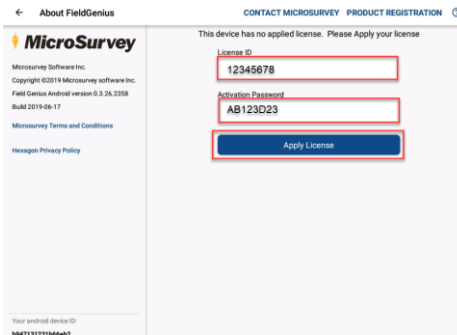 ← About FieldGenius CONTACT MICROSURVEY PRODUCT REGISTRATION
MicroSurvey
Microsurvey Software Inc.
Copyright ©2019 Microsurvey software Inc.
Field Genius Android version 0.3.26.2358
Build 2019-06-17
Microsurvey Terms and Conditions
Hexagon Privacy Policy
Your android device ID:
This device has no applied license. Please Apply your license
License ID
12345678
Activation Password
AB123D23
Apply License